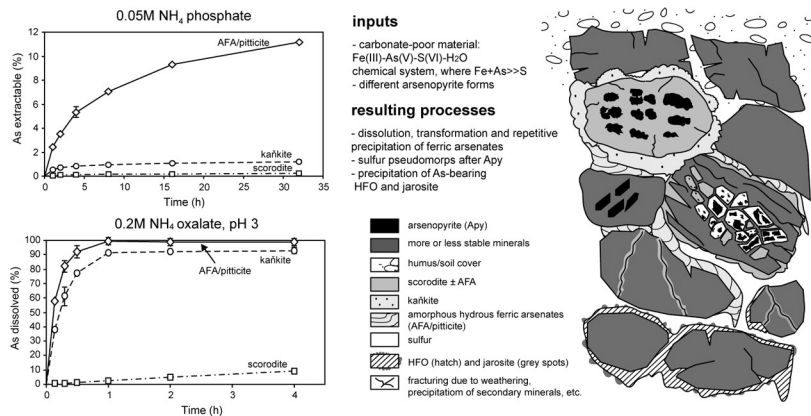 0.05M NH4 phosphate
As extractable (%)
12
10
8
6
4
2
0
AFA/pitticite
kaňkite
scorodite
0 5 10 15 20 25 30 35
Time (h)
0.2M NH4 oxalate, pH 3
As dissolved (%)
100
90
80
70
60
50
40
30
20
10
0
AFA/pitticite
kaňkite
scorodite
0 1 2 3 4
Time (h)
inputs
- carbonate-poor material:
Fe(III)-As(V)-S(VI)-H2O
chemical system, where Fe+As>>S
- different arsenopyrite forms
resulting processes
- dissolution, transformation and repetitive
precipitation of ferric arsenates
- sulfur pseudomorps after Apy
- precipitation of As-bearing
HFO and jarosite
arsenopyrite (Apy)
more or less stable minerals
humus/soil cover
scorodite ± AFA
kaňkite
amorphous hydrous ferric arsenates
(AFA/pitticite)
sulfur
HFO (hatch) and jarosite (grey spots)
fracturing due to weathering,
precipitatiom of secondary minerals, etc.